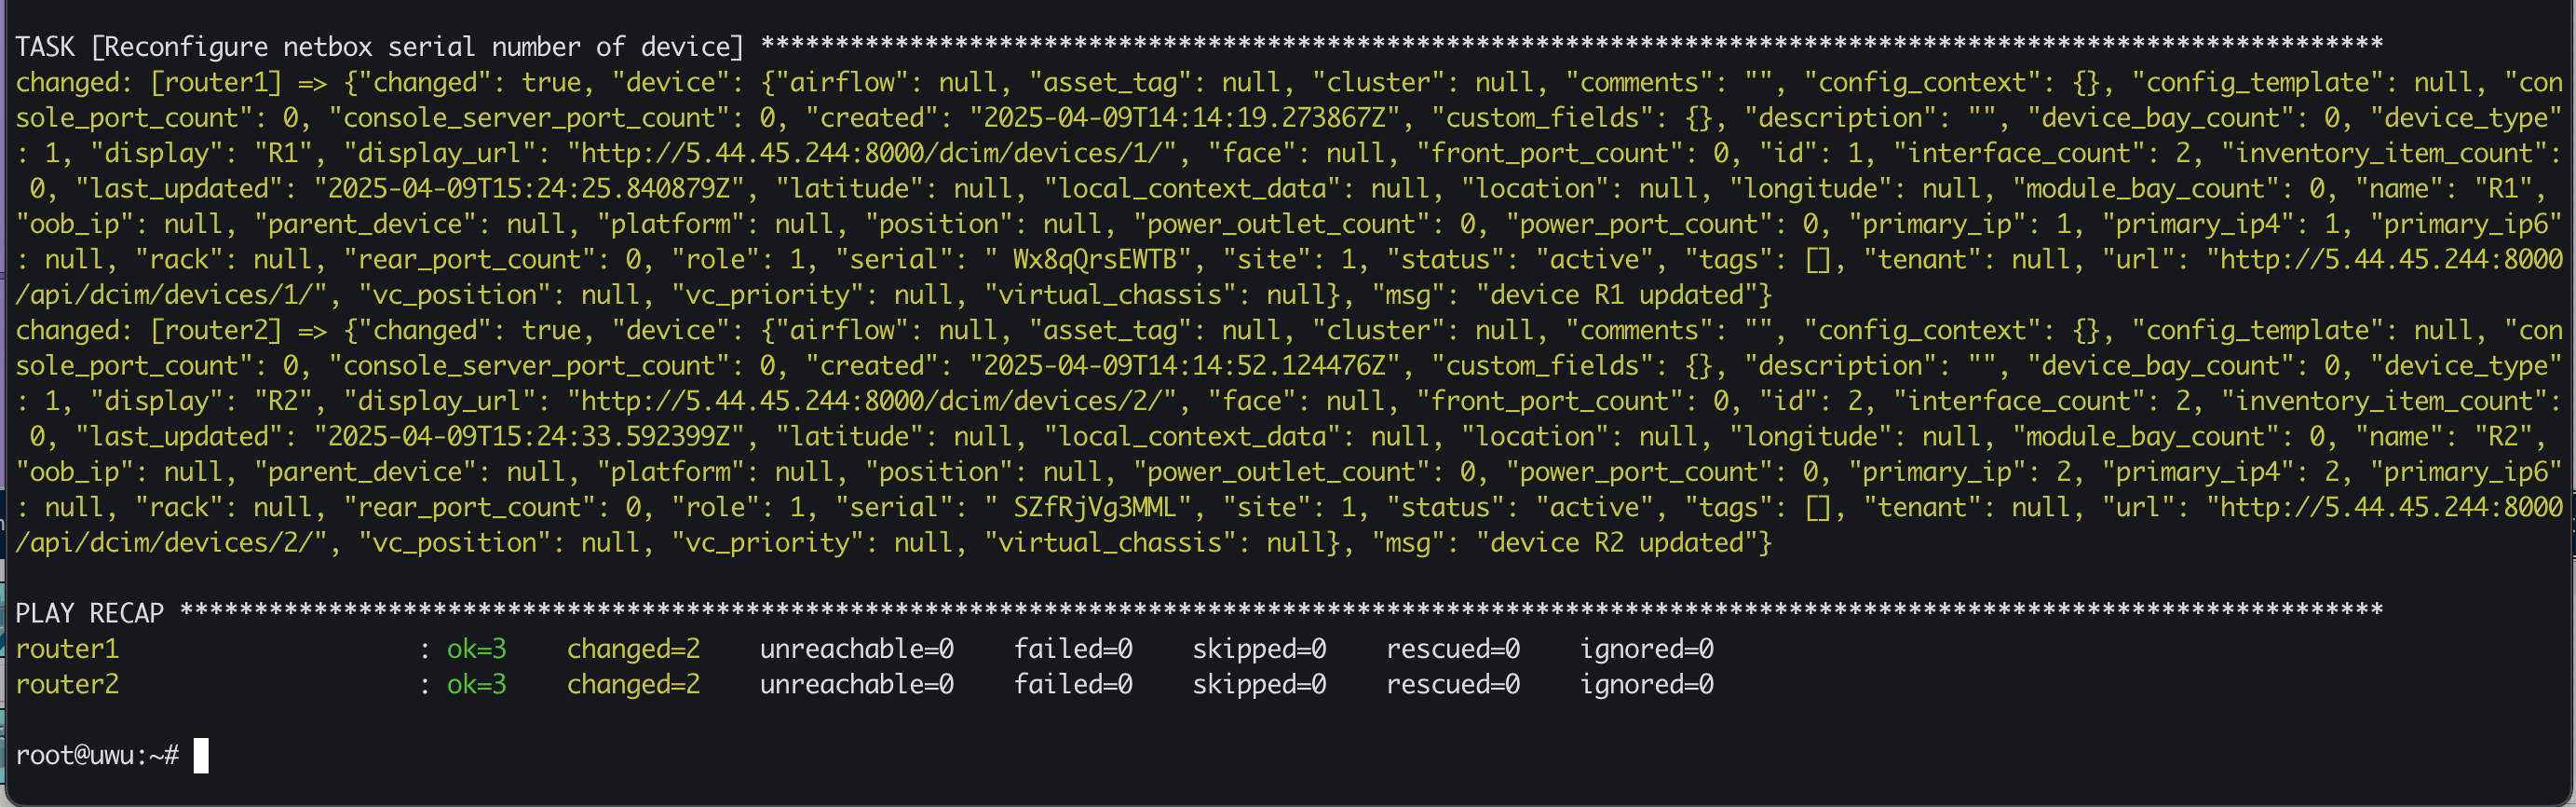 TASK [Reconfigure netbox serial number of device] *************************************************************************************************************
changed: [router1] => {"changed": true, "device": {"airflow": null, "asset_tag": null, "cluster": null, "comments": "", "config_context": {}, "config_template": null, "con
sole_port_count": 0, "console_server_port_count": 0, "created": "2025-04-09T14:14:19.273867Z", "custom_fields": {}, "description": "", "device_bay_count": 0, "device_type"
: 1, "display": "R1", "display_url": "http://5.44.45.244:8000/dcim/devices/1/", "face": null, "front_port_count": 0, "id": 1, "interface_count": 2, "inventory_item_count":
 0, "last_updated": "2025-04-09T15:24:25.840879Z", "latitude": null, "local_context_data": null, "location": null, "longitude": null, "module_bay_count": 0, "name": "R1",
"oob_ip": null, "parent_device": null, "platform": null, "position": null, "power_outlet_count": 0, "power_port_count": 0, "primary_ip": 1, "primary_ip4": 1, "primary_ip6"
: null, "rack": null, "rear_port_count": 0, "role": 1, "serial": " Wx8qQrsEWTB", "site": 1, "status": "active", "tags": [], "tenant": null, "url": "http://5.44.45.244:8000
/api/dcim/devices/1/", "vc_position": null, "vc_priority": null, "virtual_chassis": null}, "msg": "device R1 updated"}
changed: [router2] => {"changed": true, "device": {"airflow": null, "asset_tag": null, "cluster": null, "comments": "", "config_context": {}, "config_template": null, "con
sole_port_count": 0, "console_server_port_count": 0, "created": "2025-04-09T14:14:52.124476Z", "custom_fields": {}, "description": "", "device_bay_count": 0, "device_type"
: 1, "display": "R2", "display_url": "http://5.44.45.244:8000/dcim/devices/2/", "face": null, "front_port_count": 0, "id": 2, "interface_count": 2, "inventory_item_count":
 0, "last_updated": "2025-04-09T15:24:33.592399Z", "latitude": null, "local_context_data": null, "location": null, "longitude": null, "module_bay_count": 0, "name": "R2",
"oob_ip": null, "parent_device": null, "platform": null, "position": null, "power_outlet_count": 0, "power_port_count": 0, "primary_ip": 2, "primary_ip4": 2, "primary_ip6"
: null, "rack": null, "rear_port_count": 0, "role": 1, "serial": " SZfRjVg3MML", "site": 1, "status": "active", "tags": [], "tenant": null, "url": "http://5.44.45.244:8000
/api/dcim/devices/2/", "vc_position": null, "vc_priority": null, "virtual_chassis": null}, "msg": "device R2 updated"}
PLAY RECAP ****************************************************************************************************************************************************
router1                    : ok=3    changed=2    unreachable=0    failed=0    skipped=0    rescued=0    ignored=0
router2                    : ok=3    changed=2    unreachable=0    failed=0    skipped=0    rescued=0    ignored=0
root@uwu:~#